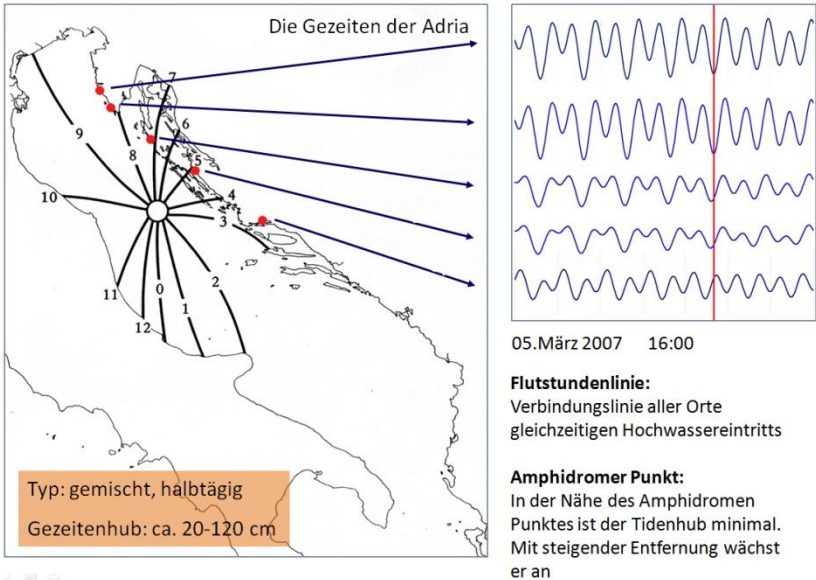 Die Gezeiten der Adria
7
9
6
8
5
10
4
3
11
0
2
12
1
Typ: gemischt, halbtägig
Gezeitenhub: ca. 20-120 cm
05.März 2007 16:00
Flutstundenlinie:
Verbindungslinie aller Orte
gleichzeitigen Hochwassereintritts
Amphidromer Punkt:
In der Nähe des Amphidromen
Punktes ist der Tidenhub minimal.
Mit steigender Entfernung wächst
er an